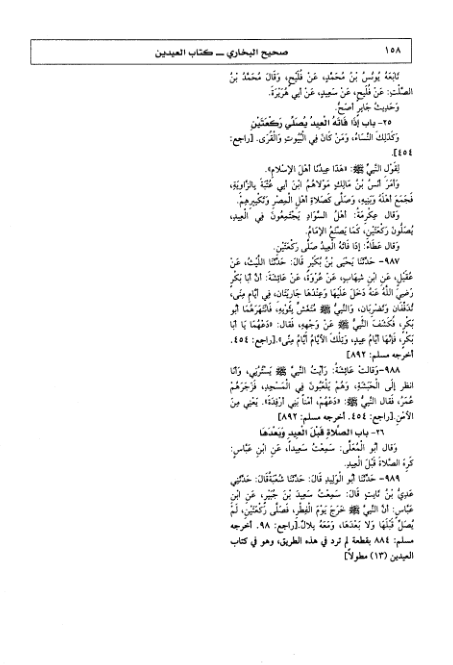 ١٥٨
صحيح البخاري ــ كتاب العيدين
تَابَعَهُ يُونُسُ بْنُ مُحَمَّدٍ، عَنْ فُلَيْحٍ، وَقَالَ مُحَمَّدُ بْنُ
الصَّلْتِ: عَنْ فُلَيْحٍ، عَنْ سَعِيدٍ، عَنْ أَبِي هُرَيْرَةَ.
وَحَدِيثُ جَابِرٍ أَصَحُّ.
٢٥- باب إِذَا فَاتَهُ الْعِيدُ يُصَلِّي رَكْعَتَيْنِ
وَكَذَلِكَ النِّسَاءُ، وَمَنْ كَانَ فِي الْبُيُوتِ وَالْقُرَى. [راجع:
٤٥٤].
لِقَوْلِ النَّبِيِّ ﷺ: «هَذَا عِيدُنَا أَهْلَ الإِسْلَامِ».
وَأَمَرَ أَنَسُ بْنُ مَالِكٍ مَوْلَاهُمُ ابْنَ أَبِي عُتْبَةَ بِالزَّاوِيَةِ،
فَجَمَعَ أَهْلَهُ وَبَنِيهِ، وَصَلَّى كَصَلَاةِ أَهْلِ الْمِصْرِ وَتَكْبِيرِهِمْ.
وَقَالَ عِكْرِمَةُ: أَهْلُ السَّوَادِ يَجْتَمِعُونَ فِي الْعِيدِ،
يُصَلُّونَ رَكْعَتَيْنِ، كَمَا يَصْنَعُ الإِمَامُ.
وَقَالَ عَطَاءٌ: إِذَا فَاتَهُ الْعِيدُ صَلَّى رَكْعَتَيْنِ.
٩٨٧- حَدَّثَنَا يَحْيَى بْنُ بُكَيْرٍ قَالَ: حَدَّثَنَا اللَّيْثُ، عَنْ
عُقَيْلٍ، عَنِ ابْنِ شِهَابٍ، عَنْ عُرْوَةَ، عَنْ عَائِشَةَ: أَنَّ أَبَا بَكْرٍ
رَضِيَ اللَّهُ عَنْهُ دَخَلَ عَلَيْهَا وَعِنْدَهَا جَارِيَتَانِ، فِي أَيَّامِ مِنًى،
تُدَفِّفَانِ وَتَضْرِبَانِ، وَالنَّبِيُّ ﷺ مُتَغَشٍّ بِثَوْبِهِ، فَانْتَهَرَهُمَا أَبُو
بَكْرٍ، فَكَشَفَ النَّبِيُّ ﷺ عَنْ وَجْهِهِ، فَقَالَ: «دَعْهُمَا يَا أَبَا
بَكْرٍ، فَإِنَّهَا أَيَّامُ عِيدٍ، وَتِلْكَ الأَيَّامُ أَيَّامُ مِنًى».[راجع: ٤٥٤.
أخرجه مسلم: ٨٩٢]
٩٨٨-وَقَالَتْ عَائِشَةُ: رَأَيْتُ النَّبِيَّ ﷺ يَسْتُرُنِي، وَأَنَا
انظر إِلَى الْحَبَشَةِ، وَهُمْ يَلْعَبُونَ فِي الْمَسْجِدِ، فَزَجَرَهُمْ
عُمَرُ، فَقَالَ النَّبِيُّ ﷺ: «دَعْهُمْ، أَمْناً بَنِي أَرْفِدَةَ». يَعْنِي مِنَ
الأَمْنِ.[راجع: ٤٥٤. أخرجه مسلم: ٨٩٢]
٢٦- باب الصَّلَاةِ قَبْلَ الْعِيدِ وَبَعْدَهَا
وَقَالَ أَبُو الْمُعَلَّى: سَمِعْتُ سَعِيداً، عَنِ ابْنِ عَبَّاسٍ:
كَرِهَ الصَّلَاةَ قَبْلَ الْعِيدِ.
٩٨٩- حَدَّثَنَا أَبُو الْوَلِيدِ قَالَ: حَدَّثَنَا شُعْبَةُقَالَ: حَدَّثَنِي
عَدِيُّ بْنُ ثَابِتٍ قَالَ: سَمِعْتُ سَعِيدَ بْنَ جُبَيْرٍ، عَنِ ابْنِ
عَبَّاسٍ: أَنَّ النَّبِيَّ ﷺ خَرَجَ يَوْمَ الْفِطْرِ، فَصَلَّى رَكْعَتَيْنِ، لَمْ
يُصَلِّ قَبْلَهَا وَلَا بَعْدَهَا، وَمَعَهُ بِلَالٌ.[راجع: ٩٨. أخرجه
مسلم: ٨٨٤ بقطعة لم ترد في هذه الطريق، وهو في كتاب
العيدين (١٣) مطولاً]